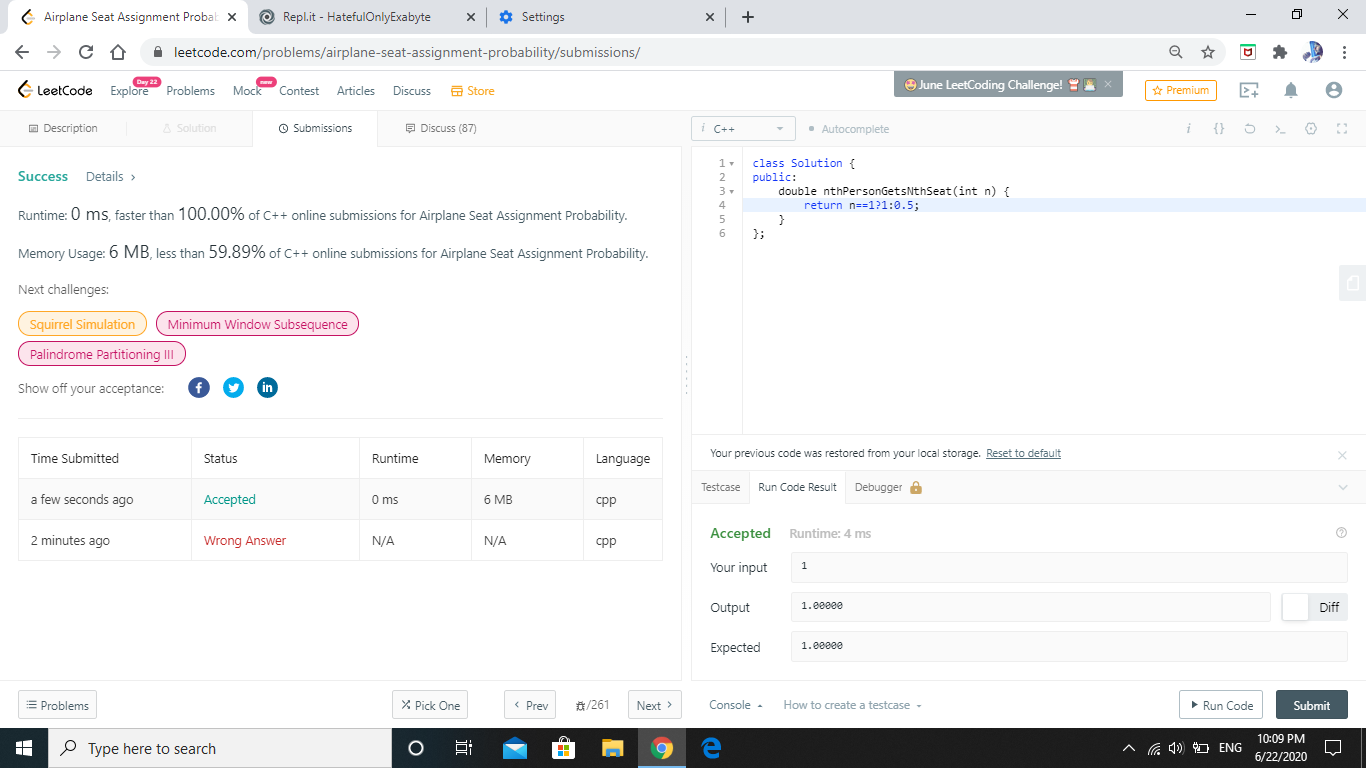 Airplane Seat Assignment Probab
Repl.it - HatefulOnlyExabyte
Settings
leetcode.com/problems/airplane-seat-assignment-probability/submissions/
LeetCode
Explore
Day 22
Problems
Mock
new
Contest
Articles
Discuss
Store
June LeetCoding Challenge!
Premium
Description
Solution
Submissions
Discuss (87)
i C++
Autocomplete
Success
Details
Runtime: 0 ms, faster than 100.00% of C++ online submissions for Airplane Seat Assignment Probability.
Memory Usage: 6 MB, less than 59.89% of C++ online submissions for Airplane Seat Assignment Probability.
Next challenges:
Squirrel Simulation
Minimum Window Subsequence
Palindrome Partitioning III
Show off your acceptance:
Time Submitted Status Runtime Memory Language
a few seconds ago Accepted 0 ms 6 MB cpp
2 minutes ago Wrong Answer N/A N/A cpp
1 class Solution {
2 public:
3 double nthPersonGetsNthSeat(int n) {
4 return n==1?1:0.5;
5 }
6 };
Your previous code was restored from your local storage. Reset to default
Testcase
Run Code Result
Debugger
Accepted Runtime: 4 ms
Your input 1
Output 1.00000
Diff
Expected 1.00000
Problems
Pick One
Prev
/261
Next
Console
How to create a testcase
Run Code
Submit
Type here to search
ENG
10:09 PM
6/22/2020